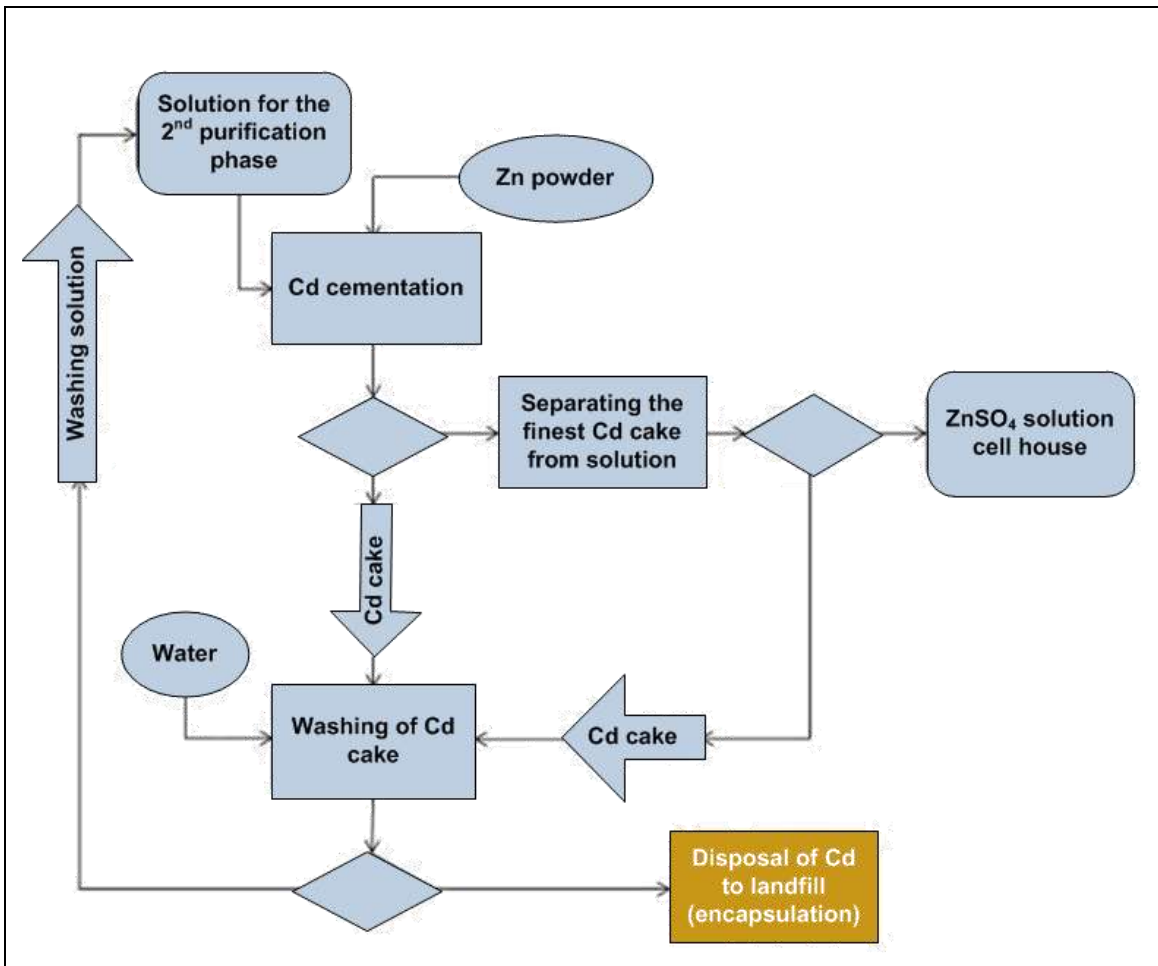 Solution for the
2nd purification
phase
Zn powder
Washing solution
Cd cementation
Separating the
finest Cd cake
from solution
ZnSO₄ solution
cell house
Cd cake
Water
Washing of Cd
cake
Cd cake
Disposal of Cd
to landfill
(encapsulation)